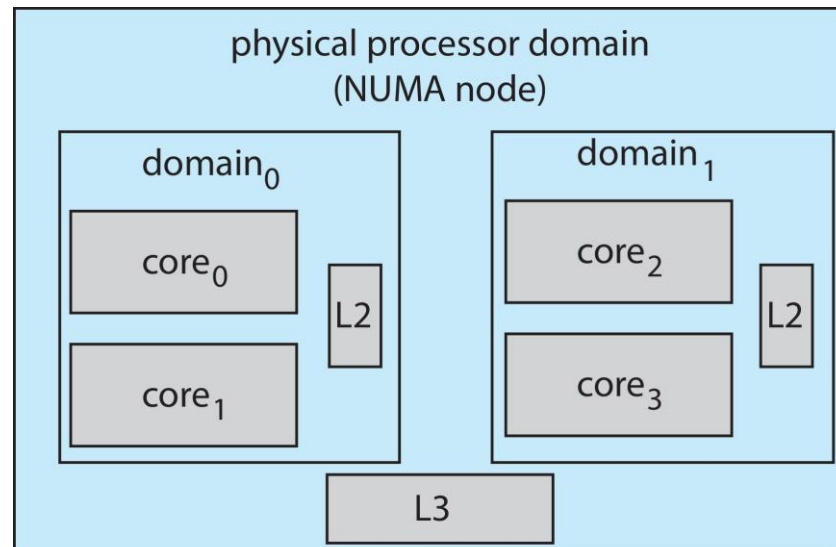 physical processor domain
(NUMA node)
domain₀
core₀
core₁
L2
domain₁
core₂
core₃
L2
L3